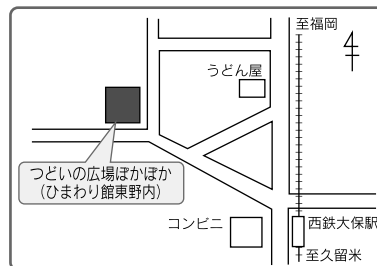 至福岡
うどん屋
つどいの広場ぽかぽか
(ひまわり館東野内)
コンビニ
西鉄大保駅
至久留米